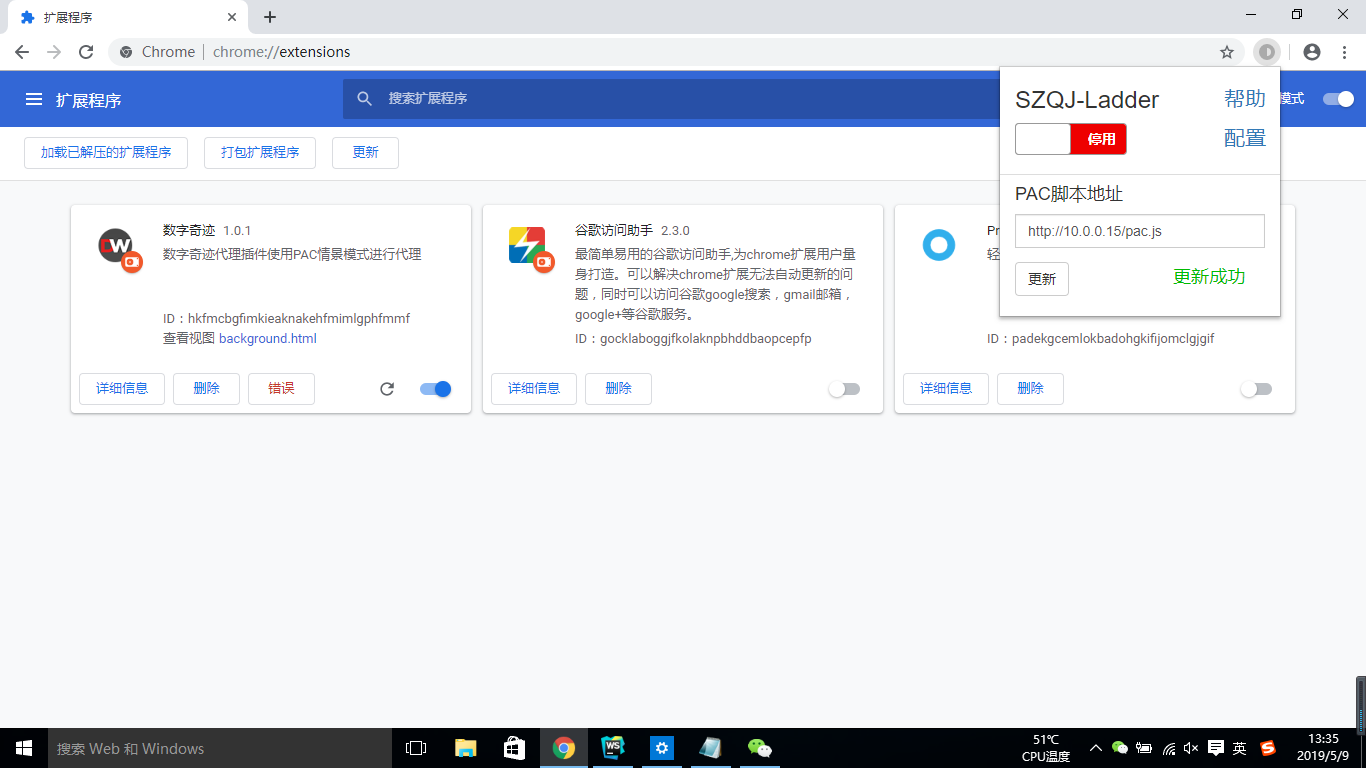 扩展程序
Chrome
chrome://extensions
扩展程序
搜索扩展程序
模式
加载已解压的扩展程序
打包扩展程序
更新
SZQJ-Ladder
帮助
停用
配置
PAC脚本地址
http://10.0.0.15/pac.js
更新
更新成功
数字奇迹 1.0.1
数字奇迹代理插件使用PAC情景模式进行代理
ID：hkfmcbgfimkieaknakehfmimlgphfmmf
查看视图 background.html
详细信息
删除
错误
谷歌访问助手 2.3.0
最简单易用的谷歌访问助手,为chrome扩展用户量
身打造。可以解决chrome扩展无法自动更新的问
题，同时可以访问谷歌google搜索，gmail邮箱，
google+等谷歌服务。
ID：gocklaboggjfkolaknpbhddbaopcepfp
详细信息
删除
Pr
轻
ID：padekgcemlokbadohgkifijomclgjgif
详细信息
删除
搜索 Web 和 Windows
WS
51℃
CPU温度
英
13:35
2019/5/9